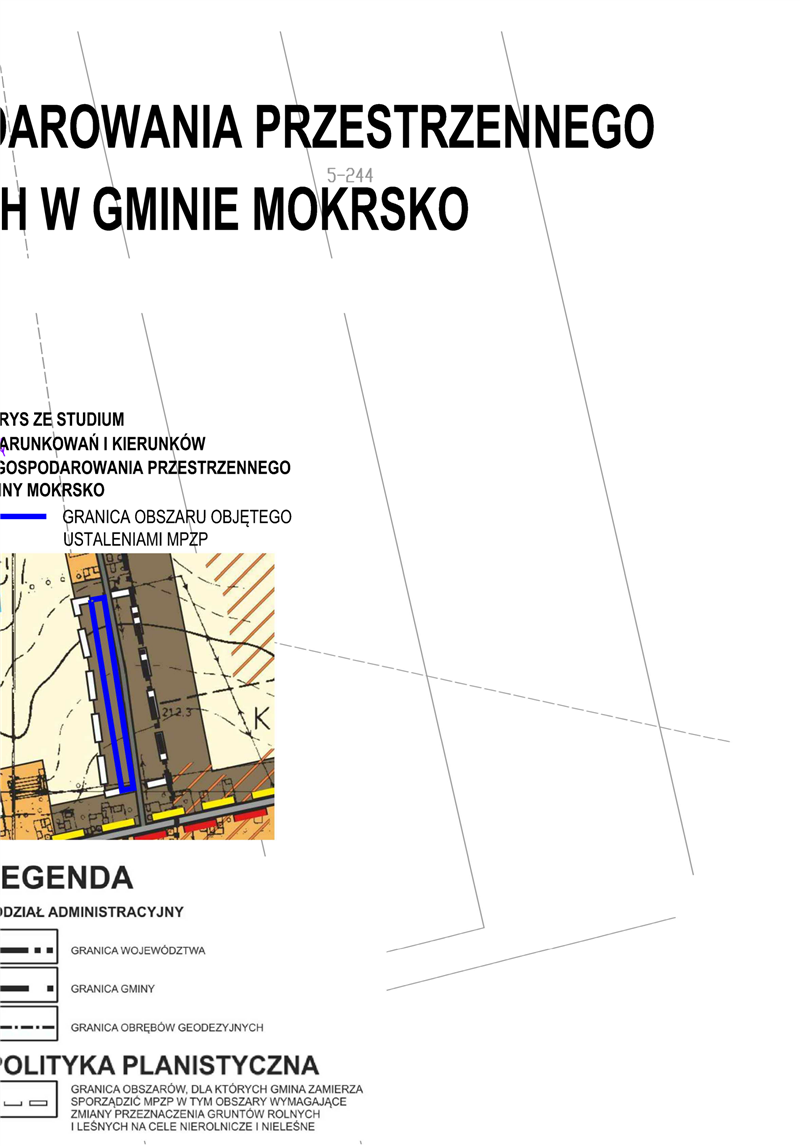 DAROWANIA PRZESTRZENNEGO
5-244
H W GMINIE MOKRSKO
RYS ZE STUDIUM
ARUNKOWAŃ I KIERUNKÓW
GOSPODAROWANIA PRZESTRZENNEGO
INY MOKRSKO
GRANICA OBSZARU OBJĘTEGO
USTALENIAMI MPZP
212.3
K
EGENDA
DZIAŁ ADMINISTRACYJNY
GRANICA WOJEWÓDZTWA
GRANICA GMINY
GRANICA OBRĘBÓW GEODEZYJNYCH
POLITYKA PLANISTYCZNA
GRANICA OBSZARÓW, DLA KTÓRYCH GMINA ZAMIERZA
SPORZĄDZIĆ MPZP W TYM OBSZARY WYMAGAJĄCE
ZMIANY PRZEZNACZENIA GRUNTÓW ROLNYCH
I LEŚNYCH NA CELE NIEROLNICZE I NIELEŚNE